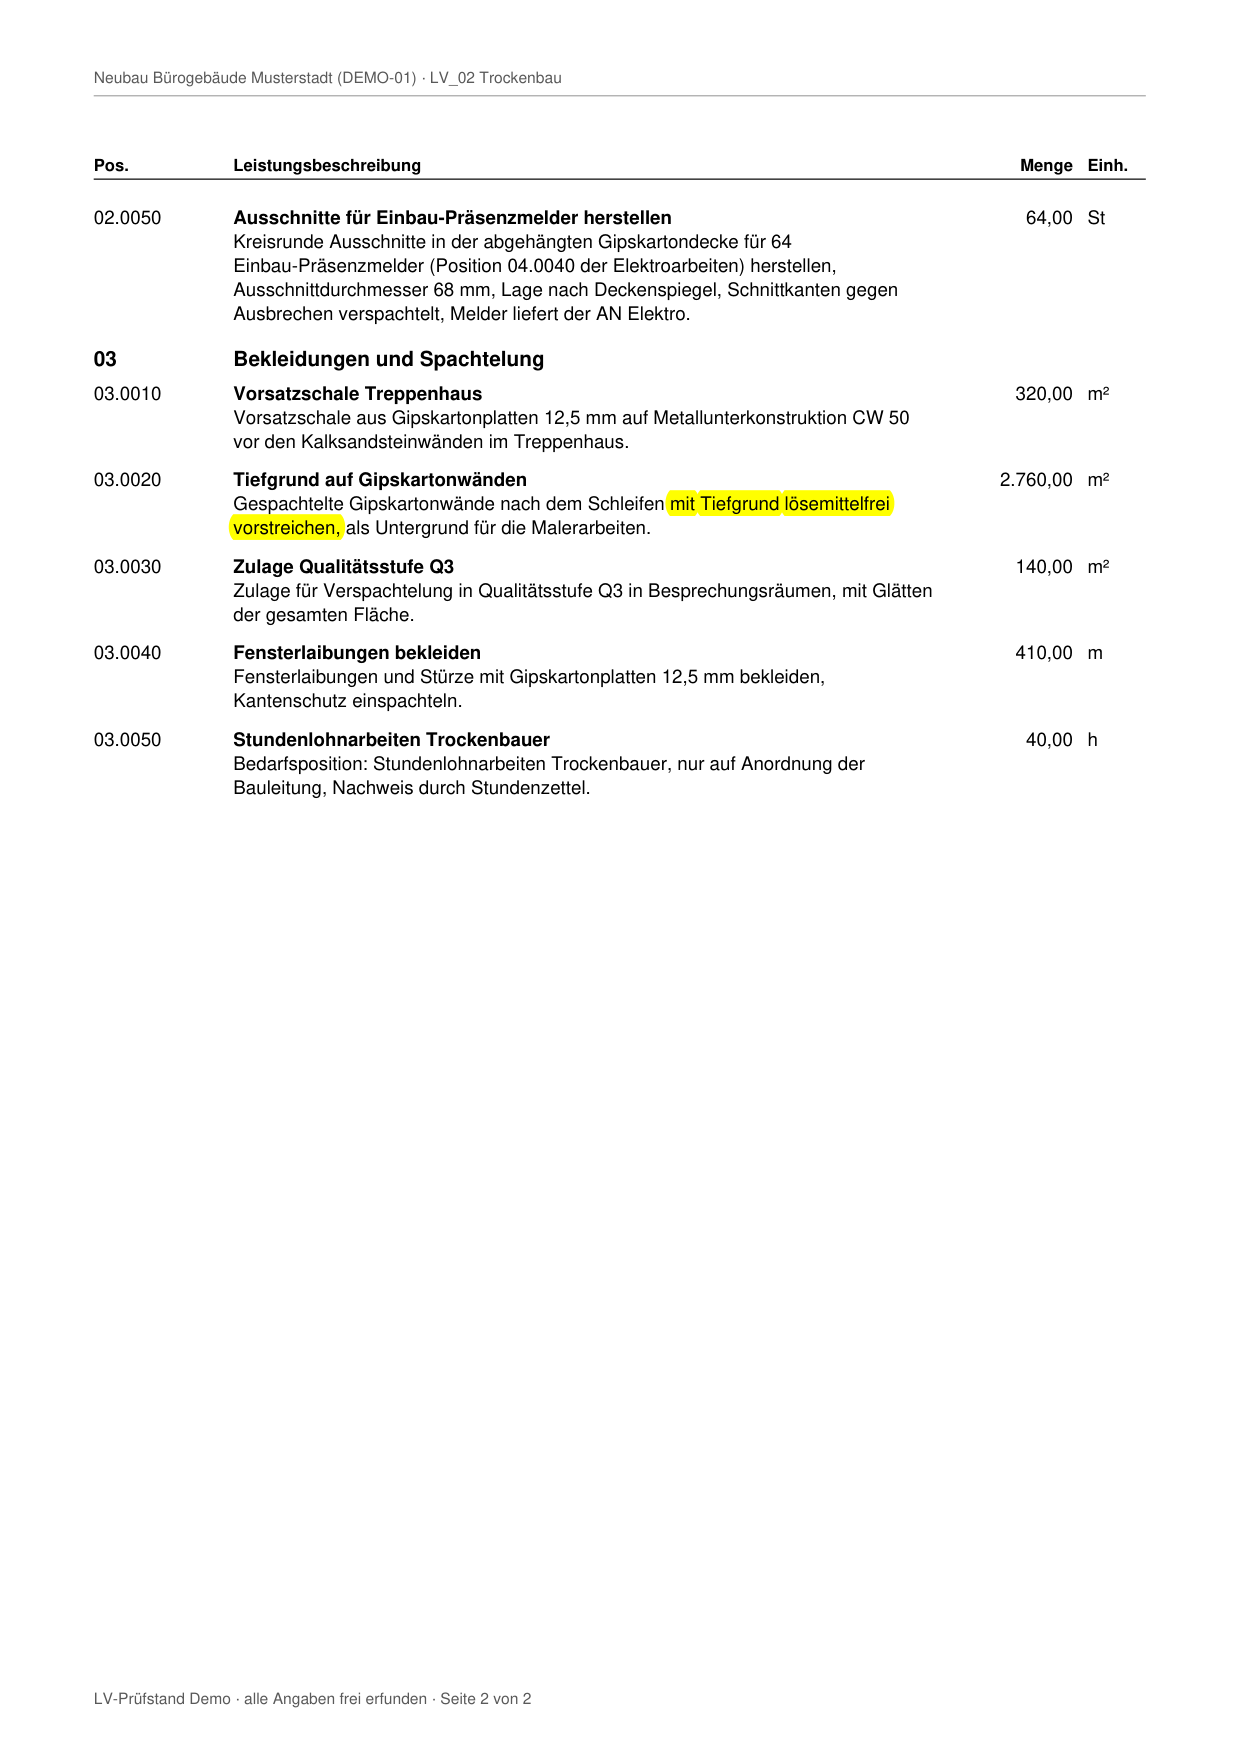 Neubau Bürogebäude Musterstadt (DEMO-01) · LV_02 Trockenbau
Pos. Leistungsbeschreibung Menge Einh.
02.0050 Ausschnitte für Einbau-Präsenzmelder herstellen 64,00 St
Kreisrunde Ausschnitte in der abgehängten Gipskartondecke für 64
Einbau-Präsenzmelder (Position 04.0040 der Elektroarbeiten) herstellen,
Ausschnittdurchmesser 68 mm, Lage nach Deckenspiegel, Schnittkanten gegen
Ausbrechen verspachtelt, Melder liefert der AN Elektro.
03 Bekleidungen und Spachtelung
03.0010 Vorsatzschale Treppenhaus 320,00 m²
Vorsatzschale aus Gipskartonplatten 12,5 mm auf Metallunterkonstruktion CW 50
vor den Kalksandsteinwänden im Treppenhaus.
03.0020 Tiefgrund auf Gipskartonwänden 2.760,00 m²
Gespachtelte Gipskartonwände nach dem Schleifen mit Tiefgrund lösemittelfrei
vorstreichen, als Untergrund für die Malerarbeiten.
03.0030 Zulage Qualitätsstufe Q3 140,00 m²
Zulage für Verspachtelung in Qualitätsstufe Q3 in Besprechungsräumen, mit Glätten
der gesamten Fläche.
03.0040 Fensterlaibungen bekleiden 410,00 m
Fensterlaibungen und Stürze mit Gipskartonplatten 12,5 mm bekleiden,
Kantenschutz einspachteln.
03.0050 Stundenlohnarbeiten Trockenbauer 40,00 h
Bedarfsposition: Stundenlohnarbeiten Trockenbauer, nur auf Anordnung der
Bauleitung, Nachweis durch Stundenzettel.
LV-Prüfstand Demo · alle Angaben frei erfunden · Seite 2 von 2